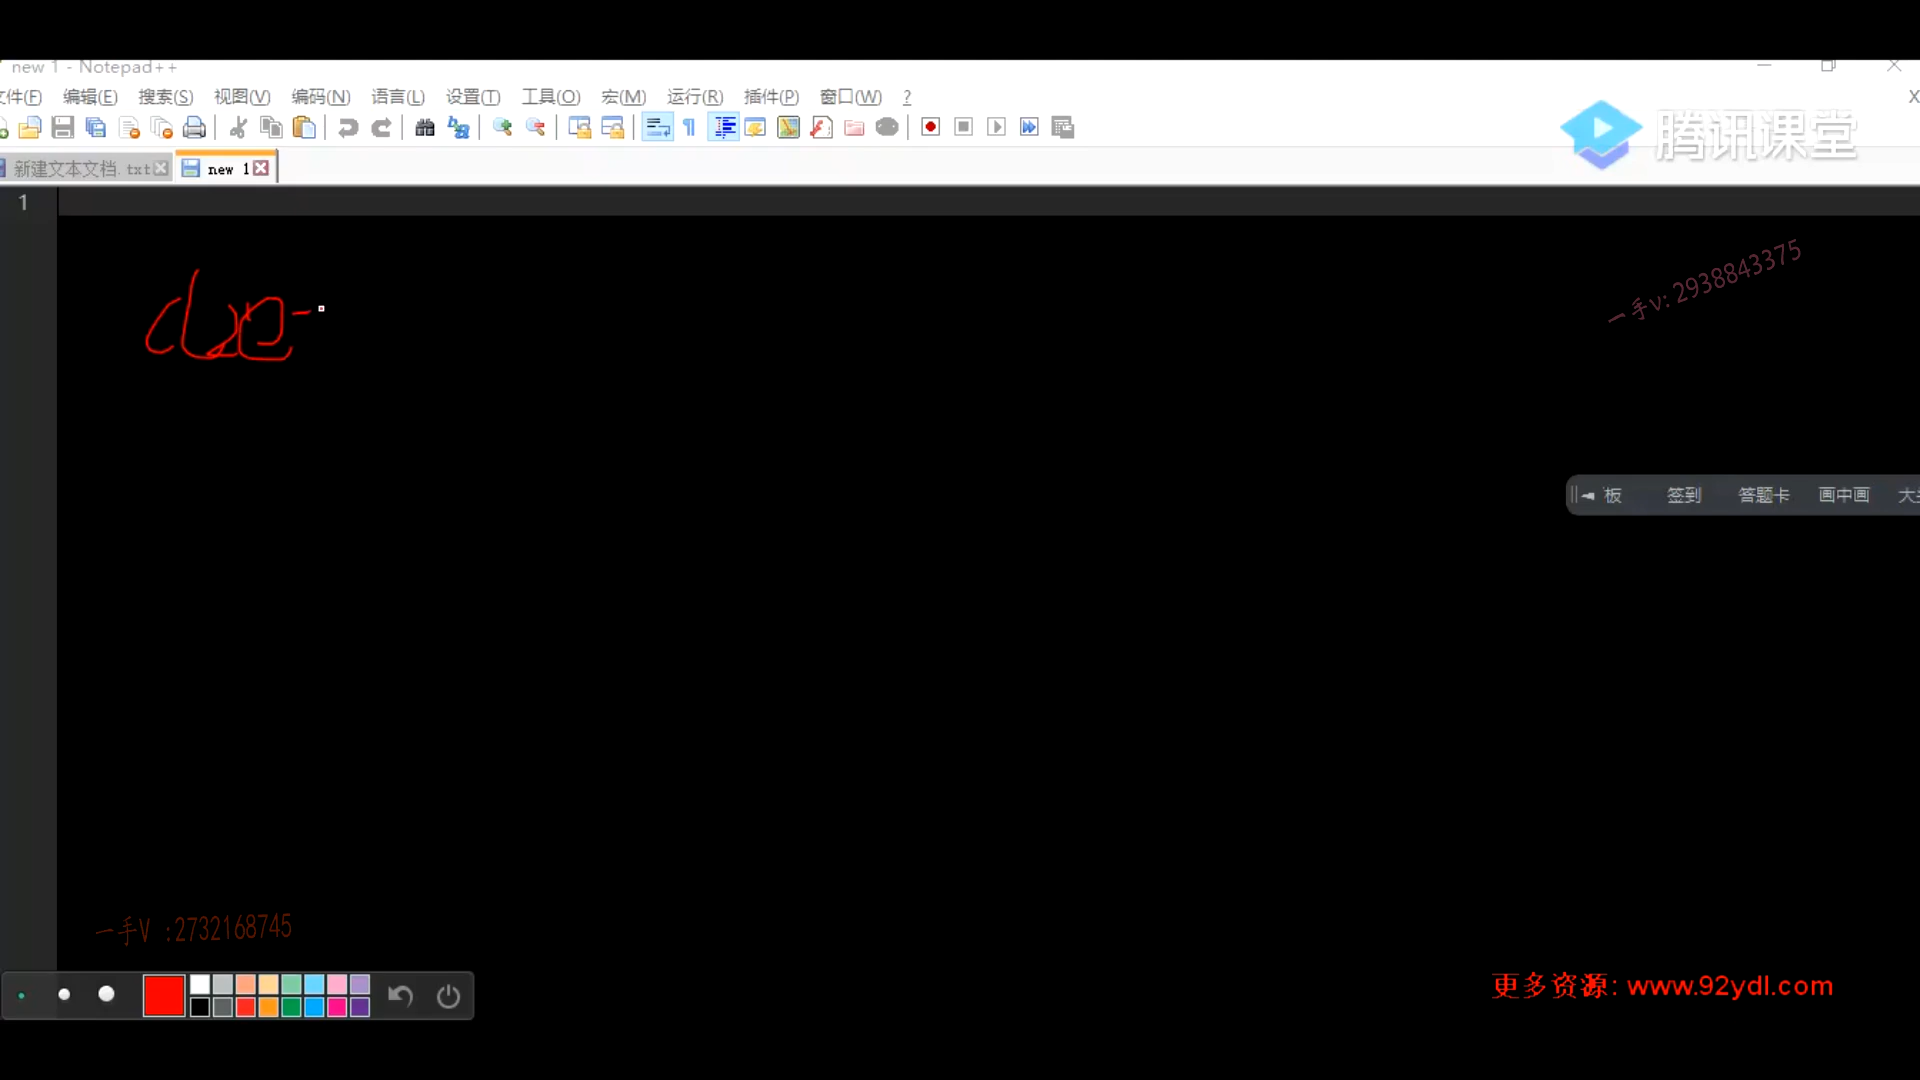 new 1 - Notepad++
文件(F) 编辑(E) 搜索(S) 视图(V) 编码(N) 语言(L) 设置(T) 工具(O) 宏(M) 运行(R) 插件(P) 窗口(W) ? X
腾讯课堂
新建文本文档.txt new 1
1
一手v:2938843375
板 签到 答题卡 画中画
一手V :2732168745
更多资源: www.92ydl.com